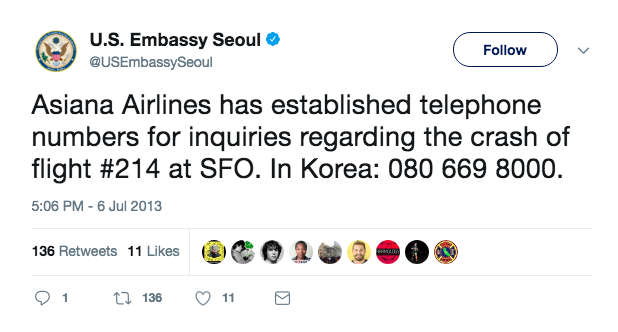 U.S. Embassy Seoul
@USEmbassySeoul
Follow
Asiana Airlines has established telephone
numbers for inquiries regarding the crash of
flight #214 at SFO. In Korea: 080 669 8000.
5:06 PM - 6 Jul 2013
136 Retweets 11 Likes
1 136 11